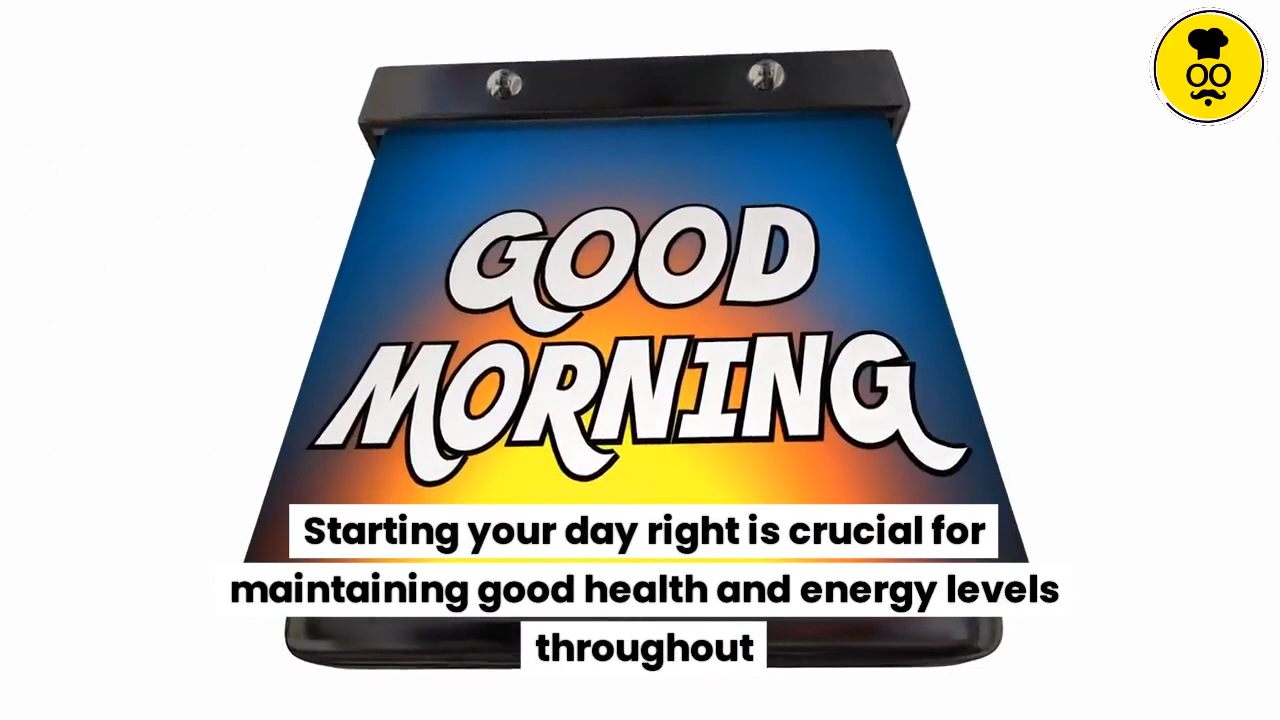 GOOD
MORNING
Starting your day right is crucial for
maintaining good health and energy levels
throughout